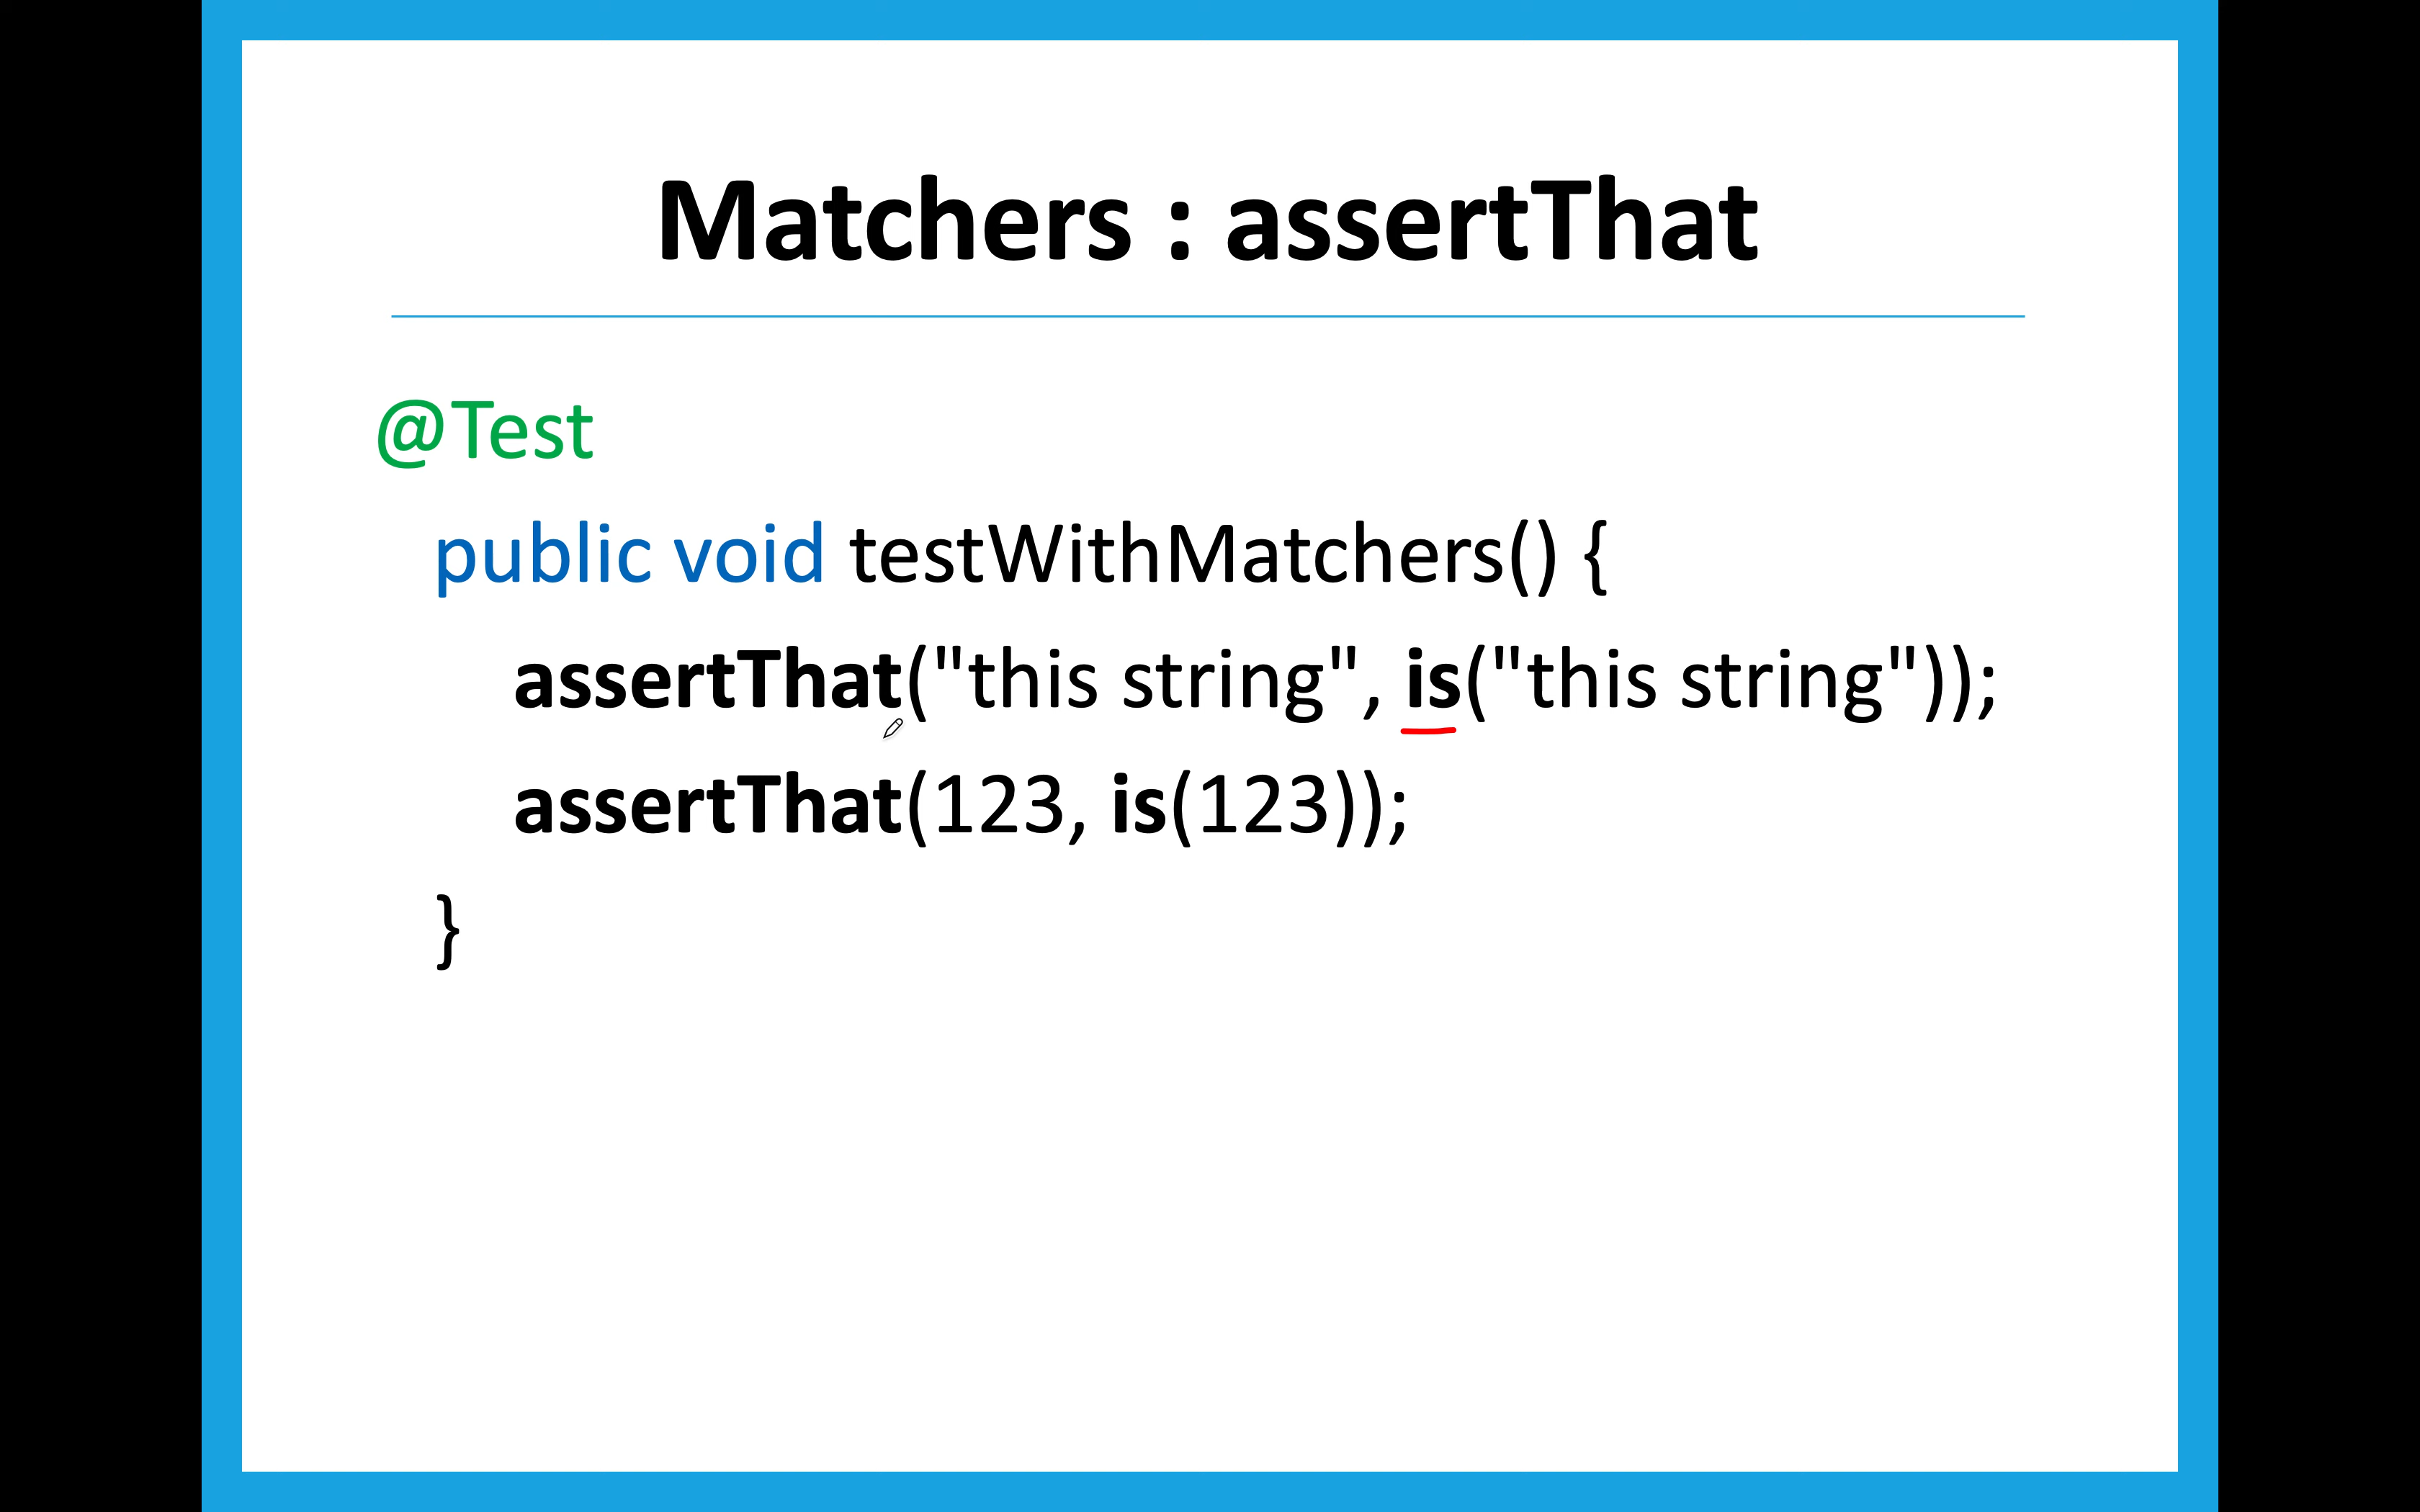 Matchers : assertThat
@Test
public void testWithMatchers() {
assertThat("this string", is("this string"));
assertThat(123, is(123));
}